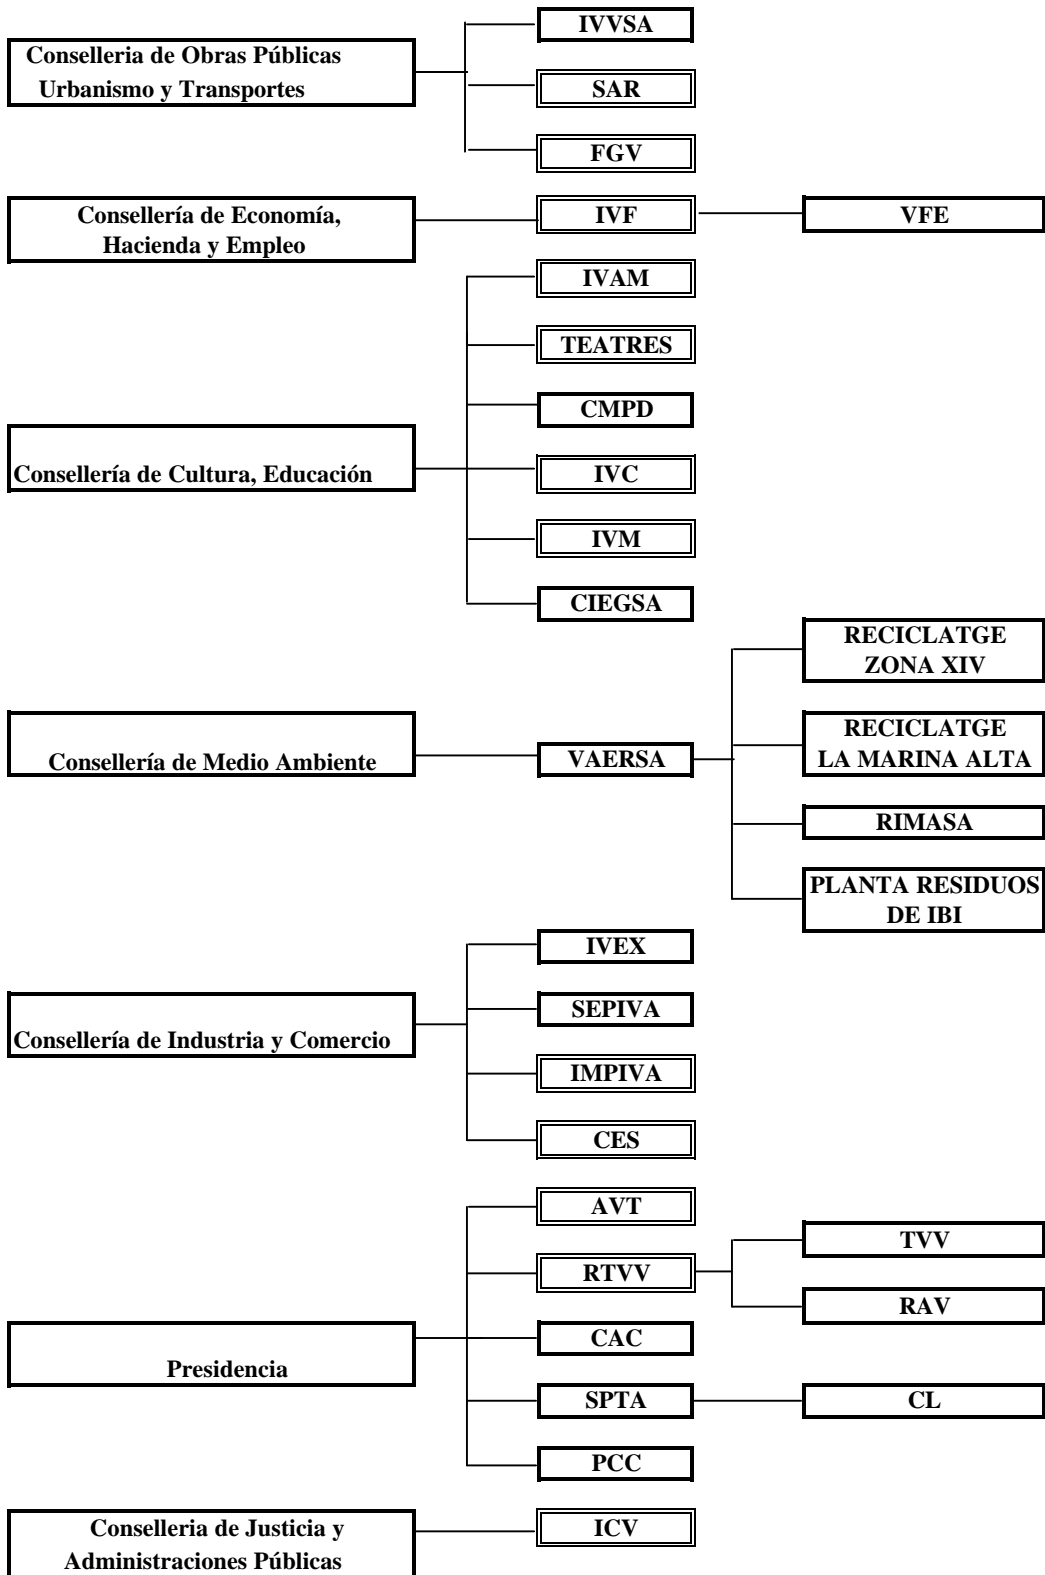 Conselleria de Obras Públicas
Urbanismo y Transportes
IVVSA
SAR
FGV
Consellería de Economía,
Hacienda y Empleo
IVF
VFE
Consellería de Cultura, Educación
IVAM
TEATRES
CMPD
IVC
IVM
CIEGSA
Consellería de Medio Ambiente
VAERSA
RECICLATGE
ZONA XIV
RECICLATGE
LA MARINA ALTA
RIMASA
PLANTA RESIDUOS
DE IBI
Consellería de Industria y Comercio
IVEX
SEPIVA
IMPIVA
CES
Presidencia
AVT
RTVV
TVV
RAV
CAC
SPTA
CL
PCC
Conselleria de Justicia y
Administraciones Públicas
ICV